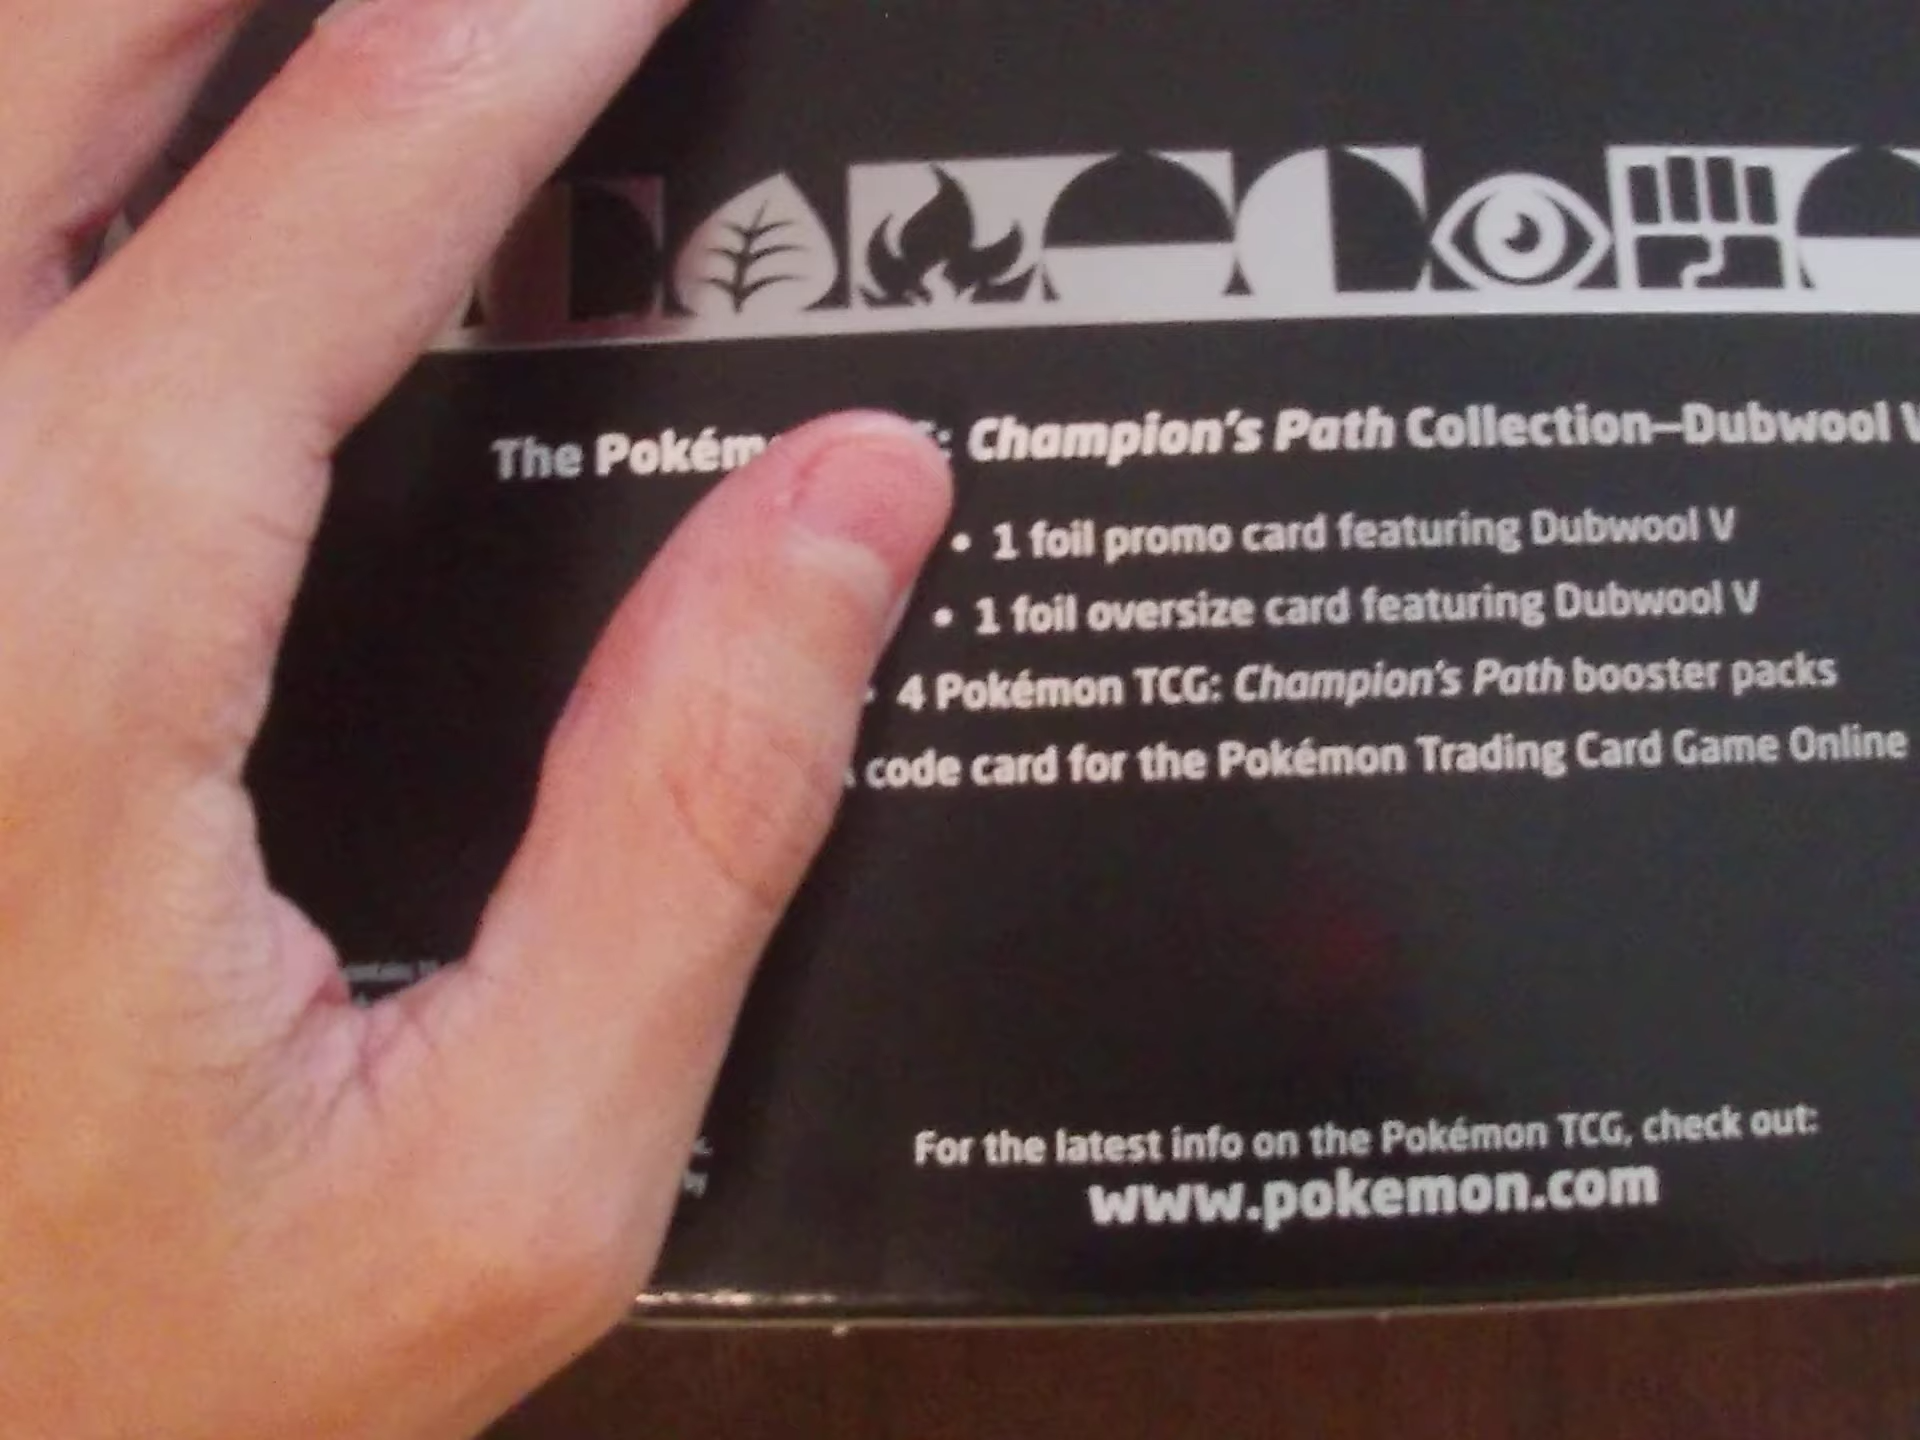 The Pokém : Champion's Path Collection—Dubwool V
• 1 foil promo card featuring Dubwool V
• 1 foil oversize card featuring Dubwool V
• 4 Pokémon TCG: Champion's Path booster packs
code card for the Pokémon Trading Card Game Online
by
For the latest info on the Pokémon TCG, check out:
www.pokemon.com